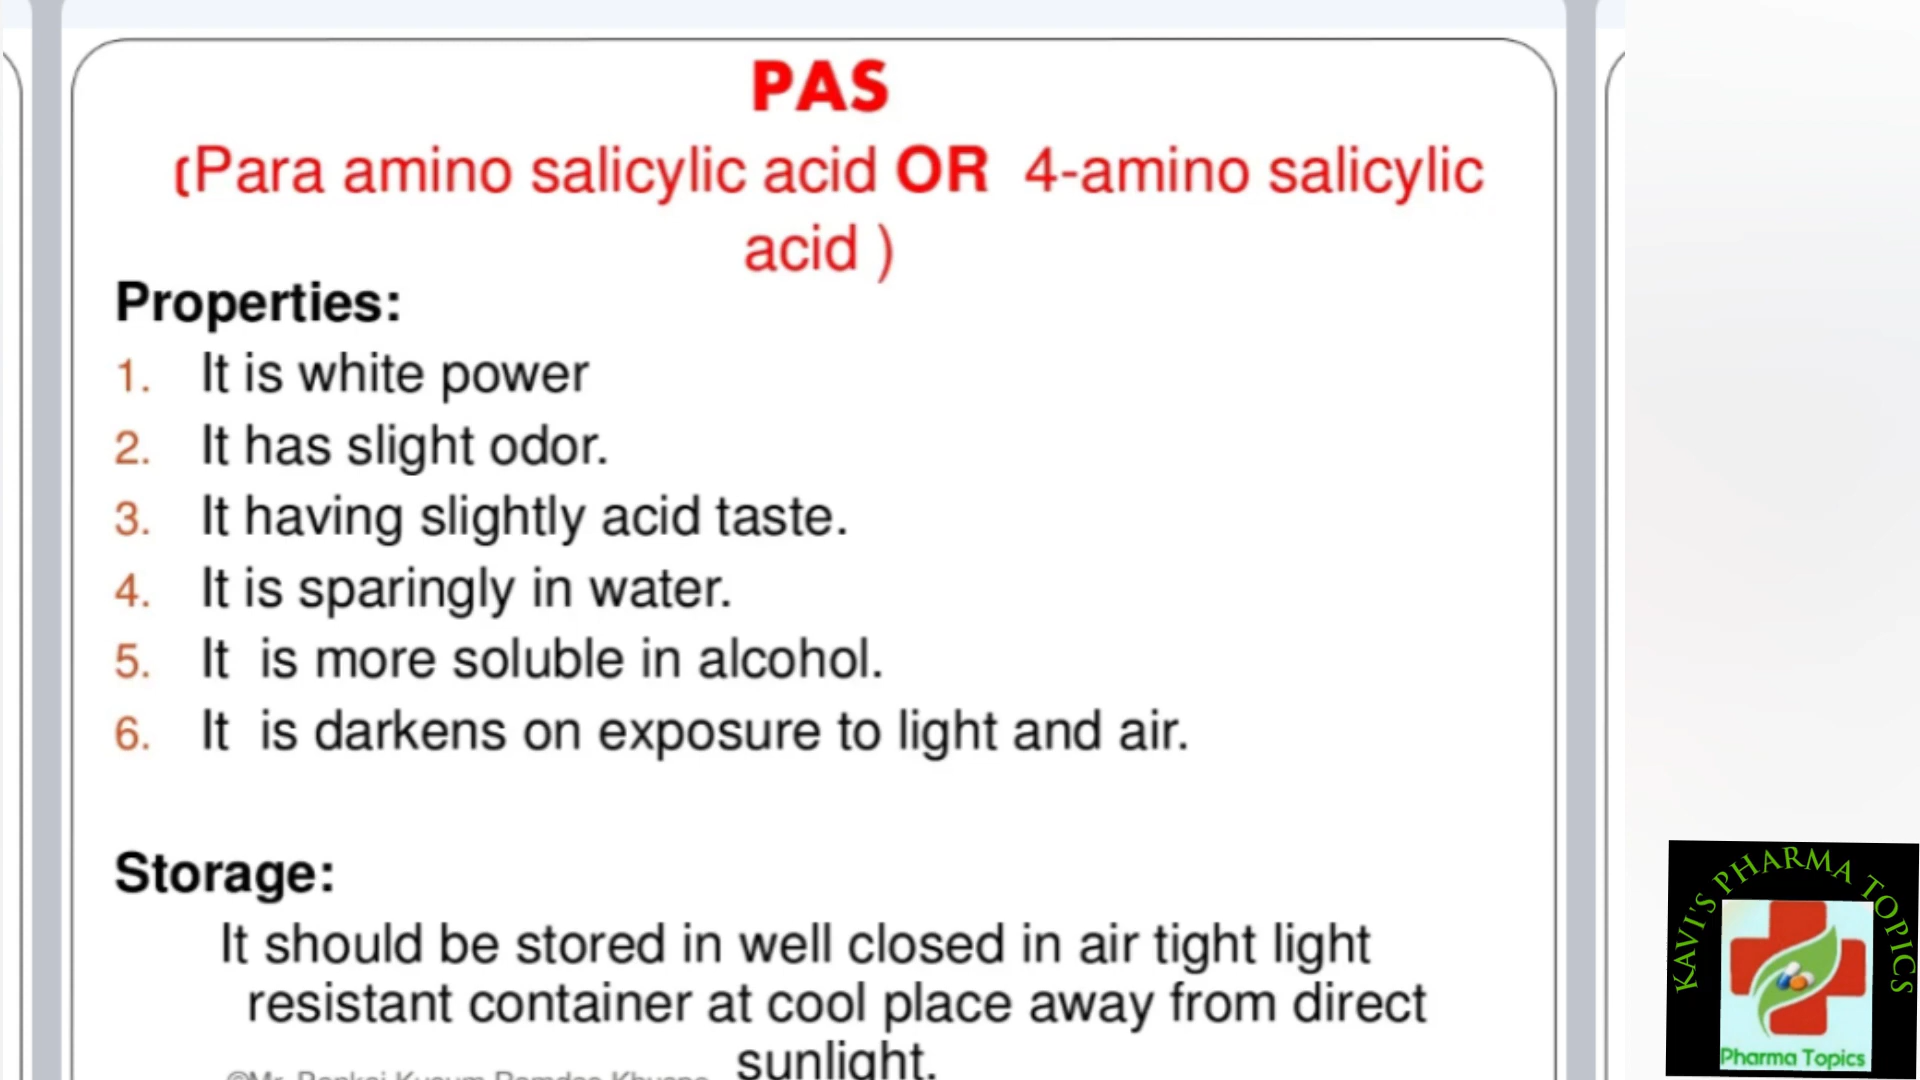 PAS
(Para amino salicylic acid OR 4-amino salicylic
acid )
Properties:
1. It is white power
2. It has slight odor.
3. It having slightly acid taste.
4. It is sparingly in water.
5. It is more soluble in alcohol.
6. It is darkens on exposure to light and air.
Storage:
It should be stored in well closed in air tight light
resistant container at cool place away from direct
sunlight.
KAVI'S PHARMA TOPICS
Pharma Topics